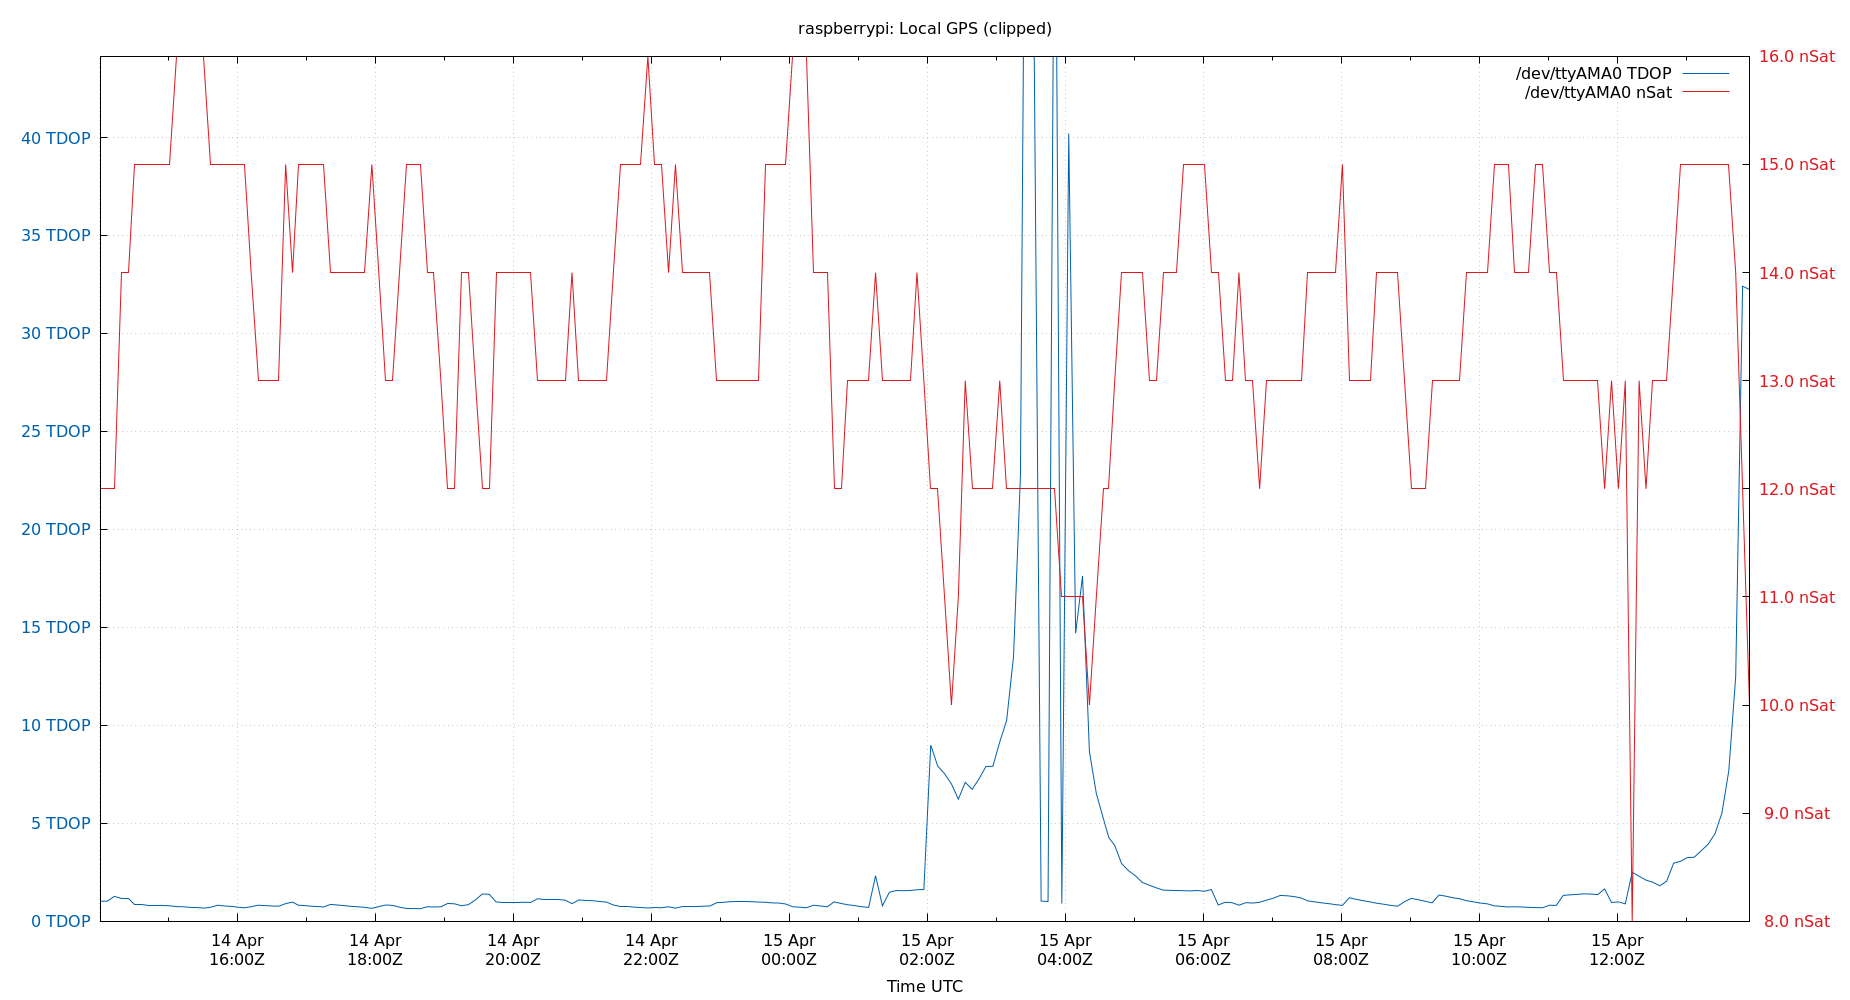 raspberrypi: Local GPS (clipped)
/dev/ttyAMA0 TDOP
/dev/ttyAMA0 nSat
40 TDOP
35 TDOP
30 TDOP
25 TDOP
20 TDOP
15 TDOP
10 TDOP
5 TDOP
0 TDOP
16.0 nSat
15.0 nSat
14.0 nSat
13.0 nSat
12.0 nSat
11.0 nSat
10.0 nSat
9.0 nSat
8.0 nSat
14 Apr 14 Apr 14 Apr 14 Apr 15 Apr 15 Apr 15 Apr 15 Apr 15 Apr 15 Apr 15 Apr
16:00Z 18:00Z 20:00Z 22:00Z 00:00Z 02:00Z 04:00Z 06:00Z 08:00Z 10:00Z 12:00Z
Time UTC